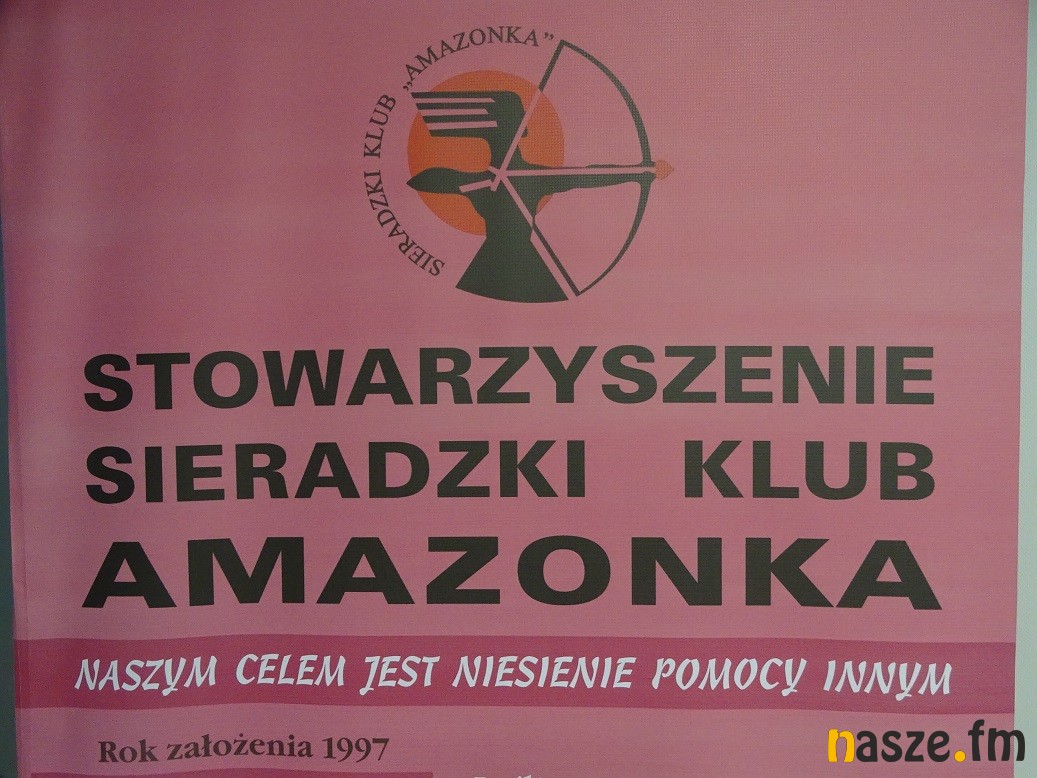 SIERADZKI KLUB „AMAZONKA”
STOWARZYSZENIE
SIERADZKI KLUB
AMAZONKA
NASZYM CELEM JEST NIESIENIE POMOCY INNYM
Rok założenia 1997
nasze.fm